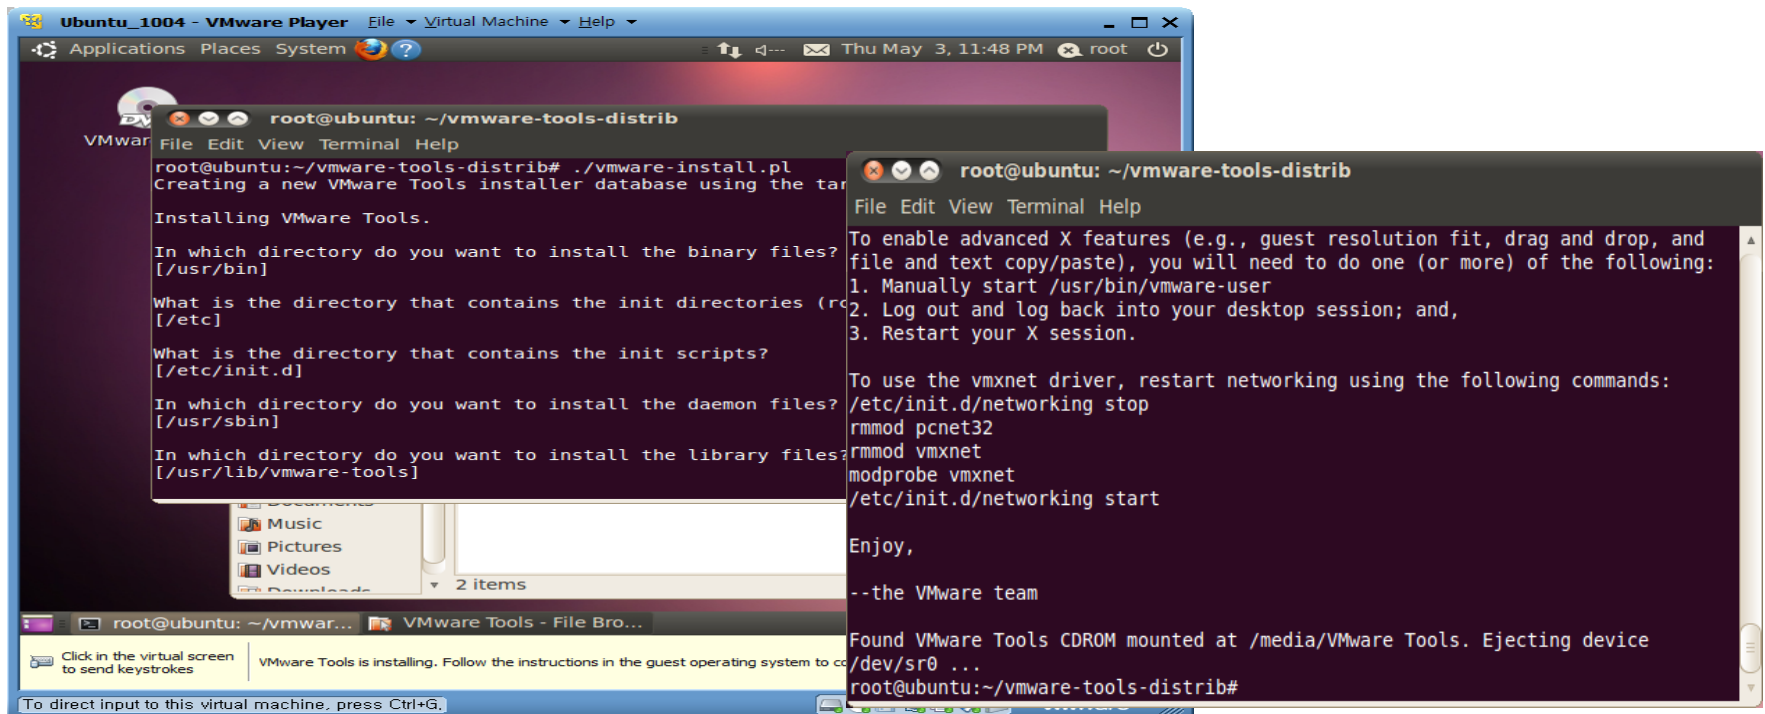 Ubuntu_1004 - VMware Player File Virtual Machine Help
Applications Places System Thu May 3, 11:48 PM root
VMwar
root@ubuntu: ~/vmware-tools-distrib
File Edit View Terminal Help
root@ubuntu:~/vmware-tools-distrib# ./vmware-install.pl
Creating a new VMware Tools installer database using the tar
Installing VMware Tools.
In which directory do you want to install the binary files?
[/usr/bin]
What is the directory that contains the init directories (rc
[/etc]
What is the directory that contains the init scripts?
[/etc/init.d]
In which directory do you want to install the daemon files?
[/usr/sbin]
In which directory do you want to install the library files?
[/usr/lib/vmware-tools]
Documents
Music
Pictures
Videos
Downloads
2 items
root@ubuntu: ~/vmwar... VMware Tools - File Bro...
Click in the virtual screen
to send keystrokes
VMware Tools is installing. Follow the instructions in the guest operating system to co
To direct input to this virtual machine, press Ctrl+G.
root@ubuntu: ~/vmware-tools-distrib
File Edit View Terminal Help
To enable advanced X features (e.g., guest resolution fit, drag and drop, and
file and text copy/paste), you will need to do one (or more) of the following:
1. Manually start /usr/bin/vmware-user
2. Log out and log back into your desktop session; and,
3. Restart your X session.
To use the vmxnet driver, restart networking using the following commands:
/etc/init.d/networking stop
rmmod pcnet32
rmmod vmxnet
modprobe vmxnet
/etc/init.d/networking start
Enjoy,
--the VMware team
Found VMware Tools CDROM mounted at /media/VMware Tools. Ejecting device
/dev/sr0 ...
root@ubuntu:~/vmware-tools-distrib#